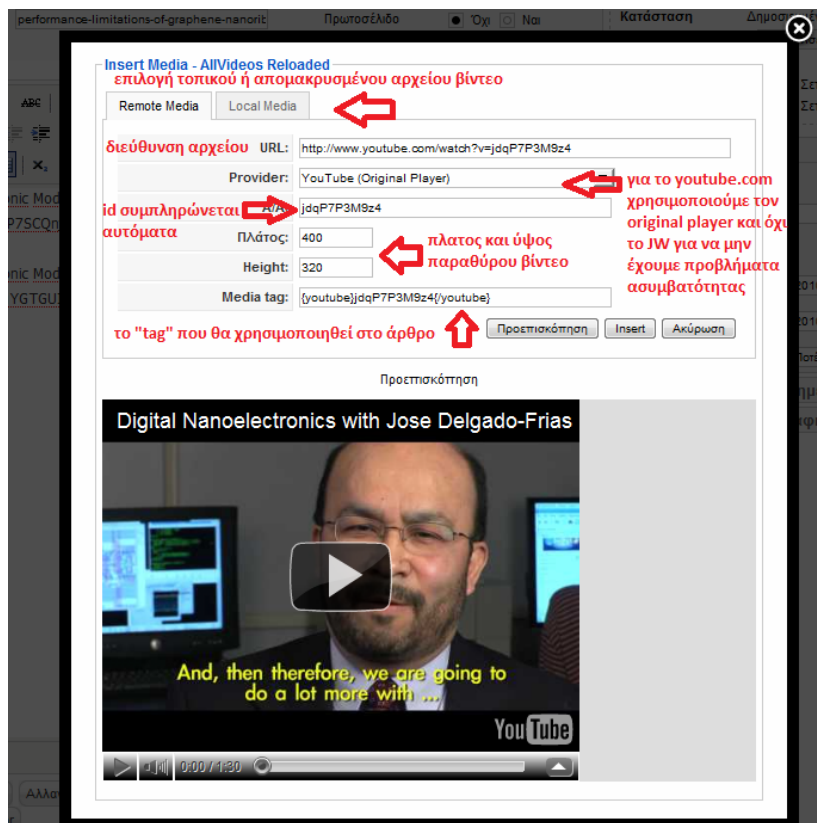 performance-limitations-of-graphene-nanorit
Πρωτοσέλιδο
Όχι
Ναι
Κατάσταση
Insert Media - AllVideos Reloaded
επιλογή τοπικού ή απομακρυσμένου αρχείου βίντεο
ABC
Remote Media
Local Media
διεύθυνση αρχείου
URL: http://www.youtube.com/watch?v=jdqP7P3M9z4
Provider: YouTube (Original Player)
για το youtube.com
χρησιμοποιούμε τον
original player και όχι
το JW για να μην
έχουμε προβλήματα
ασυμβατότητας
id συμπληρώνεται
αυτόματα
A/A: jdqP7P3M9z4
Πλάτος: 400
πλατος και ύψος
παραθύρου βίντεο
Height: 320
Media tag: {youtube}jdqP7P3M9z4{/youtube}
το "tag" που θα χρησιμοποιηθεί στο άρθρο
Προεπισκόπηση
Insert
Ακύρωση
Προεπισκόπηση
Digital Nanoelectronics with Jose Delgado-Frias
And, then therefore, we are going to
do a lot more with ...
YouTube
0:00 / 1:30